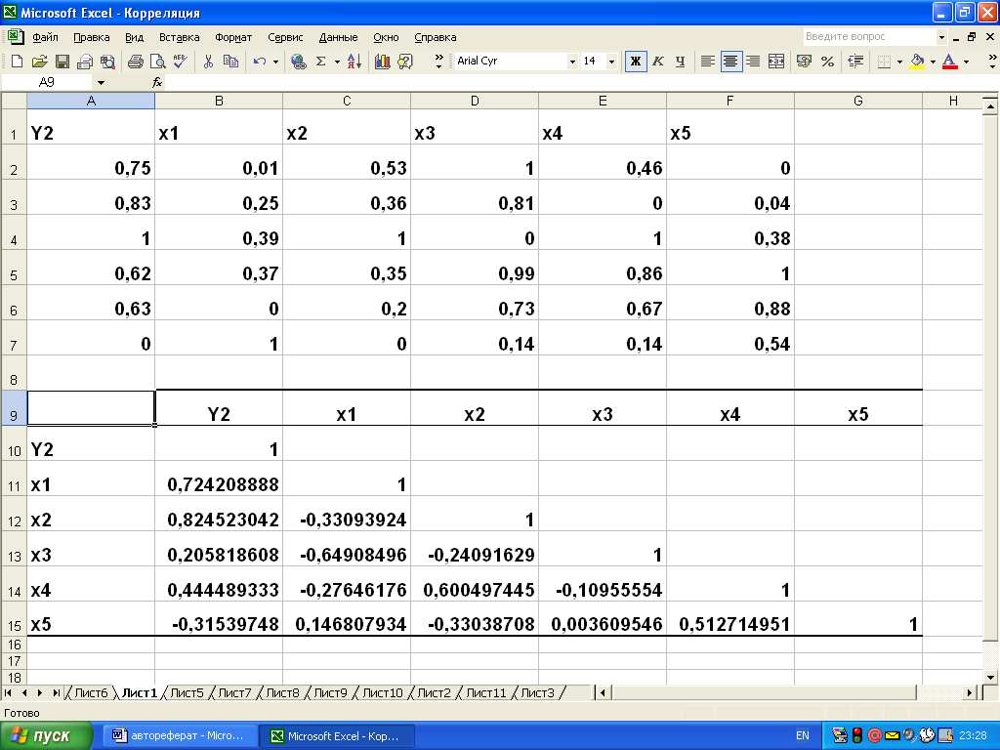 Microsoft Excel - Корреляция
Файл Правка Вид Вставка Формат Сервис Данные Окно Справка Введите вопрос
Arial Cyr 14 Ж К Ч
A9 fx
A B C D E F G H
1 Y2 x1 x2 x3 x4 x5
2 0,75 0,01 0,53 1 0,46 0
3 0,83 0,25 0,36 0,81 0 0,04
4 1 0,39 1 0 1 0,38
5 0,62 0,37 0,35 0,99 0,86 1
6 0,63 0 0,2 0,73 0,67 0,88
7 0 1 0 0,14 0,14 0,54
8
9 Y2 x1 x2 x3 x4 x5
10 Y2 1
11 x1 0,724208888 1
12 x2 0,824523042 -0,33093924 1
13 x3 0,205818608 -0,64908496 -0,24091629 1
14 x4 0,444489333 -0,27646176 0,600497445 -0,10955554 1
15 x5 -0,31539748 0,146807934 -0,33038708 0,003609546 0,512714951 1
16
17
18
Лист6 Лист1 Лист5 Лист7 Лист8 Лист9 Лист10 Лист2 Лист11 Лист3
Готово
пуск автореферат - Micro... Microsoft Excel - Кор... EN 23:28